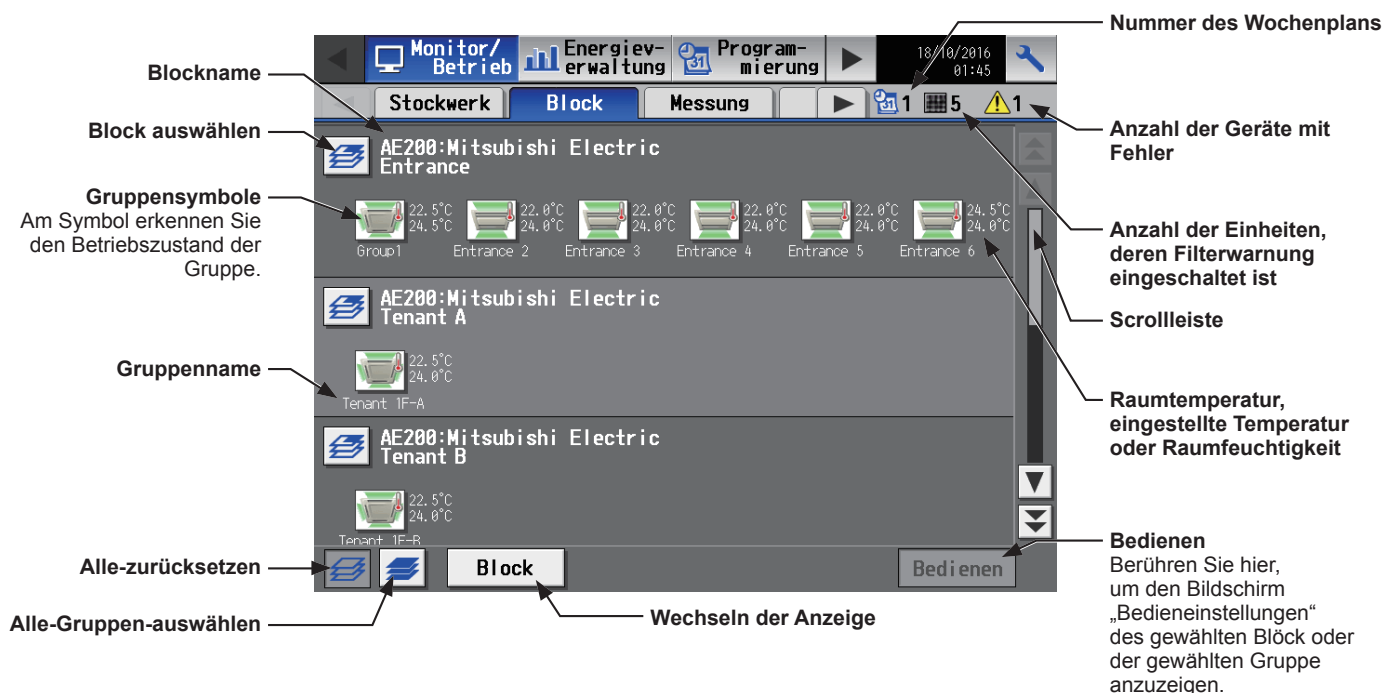 Nummer des Wochenplans
Monitor/
Betrieb
Energiev-
erwaltung
31
Program-
mierung
18/10/2016
01:45
Blockname
Stockwerk
Block
Messung
31
1
5
1
Block auswählen
Anzahl der Geräte mit
Fehler
AE200:Mitsubishi Electric
Entrance
Gruppensymbole
Am Symbol erkennen Sie
den Betriebszustand der
Gruppe.
22.5°C
24.5°C
22.0°C
24.0°C
22.0°C
24.0°C
22.0°C
24.0°C
22.0°C
24.0°C
24.5°C
24.0°C
Group1
Entrance 2
Entrance 3
Entrance 4
Entrance 5
Entrance 6
Anzahl der Einheiten,
deren Filterwarnung
eingeschaltet ist
AE200:Mitsubishi Electric
Tenant A
Scrollleiste
Gruppenname
22.5°C
24.0°C
Tenant 1F-A
Raumtemperatur,
eingestellte Temperatur
oder Raumfeuchtigkeit
AE200:Mitsubishi Electric
Tenant B
22.5°C
24.0°C
Tenant 1F-B
Alle-zurücksetzen
Block
Bedienen
Bedienen
Berühren Sie hier,
um den Bildschirm
„Bedieneinstellungen“
des gewählten Blöck oder
der gewählten Gruppe
anzuzeigen.
Alle-Gruppen-auswählen
Wechseln der Anzeige